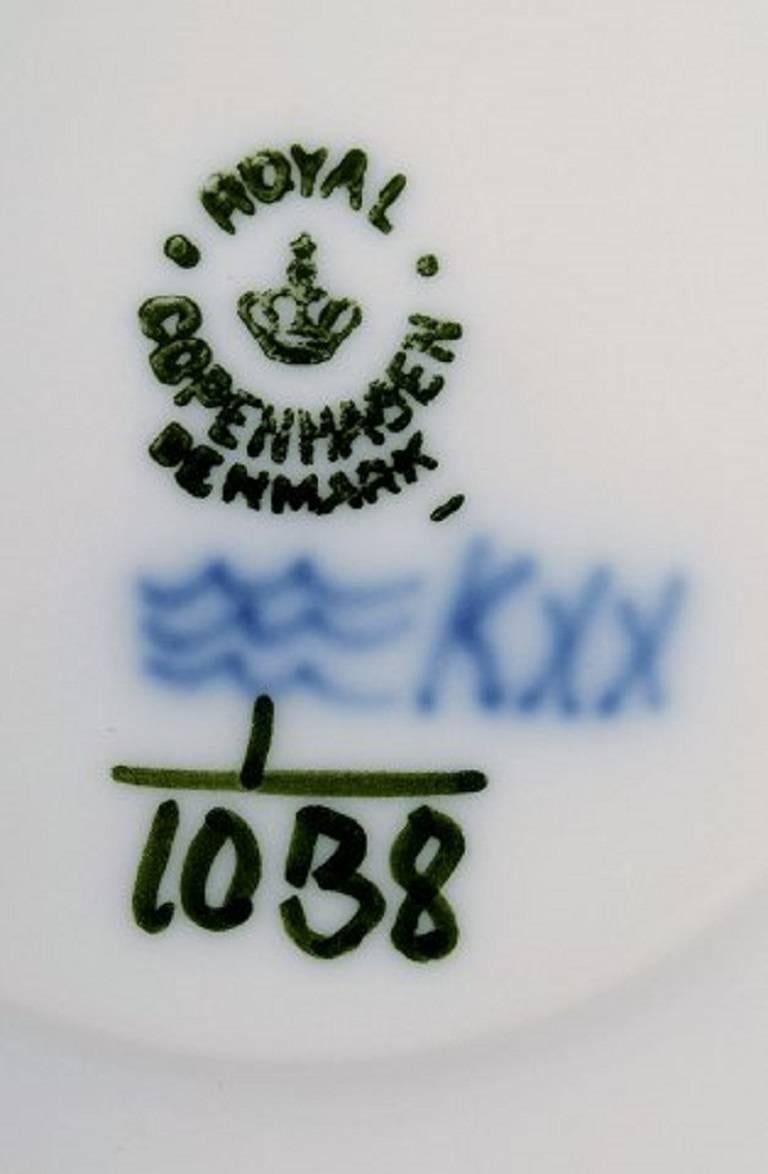 ROYAL
COPENHAGEN
DENMARK
KXX
1
1038